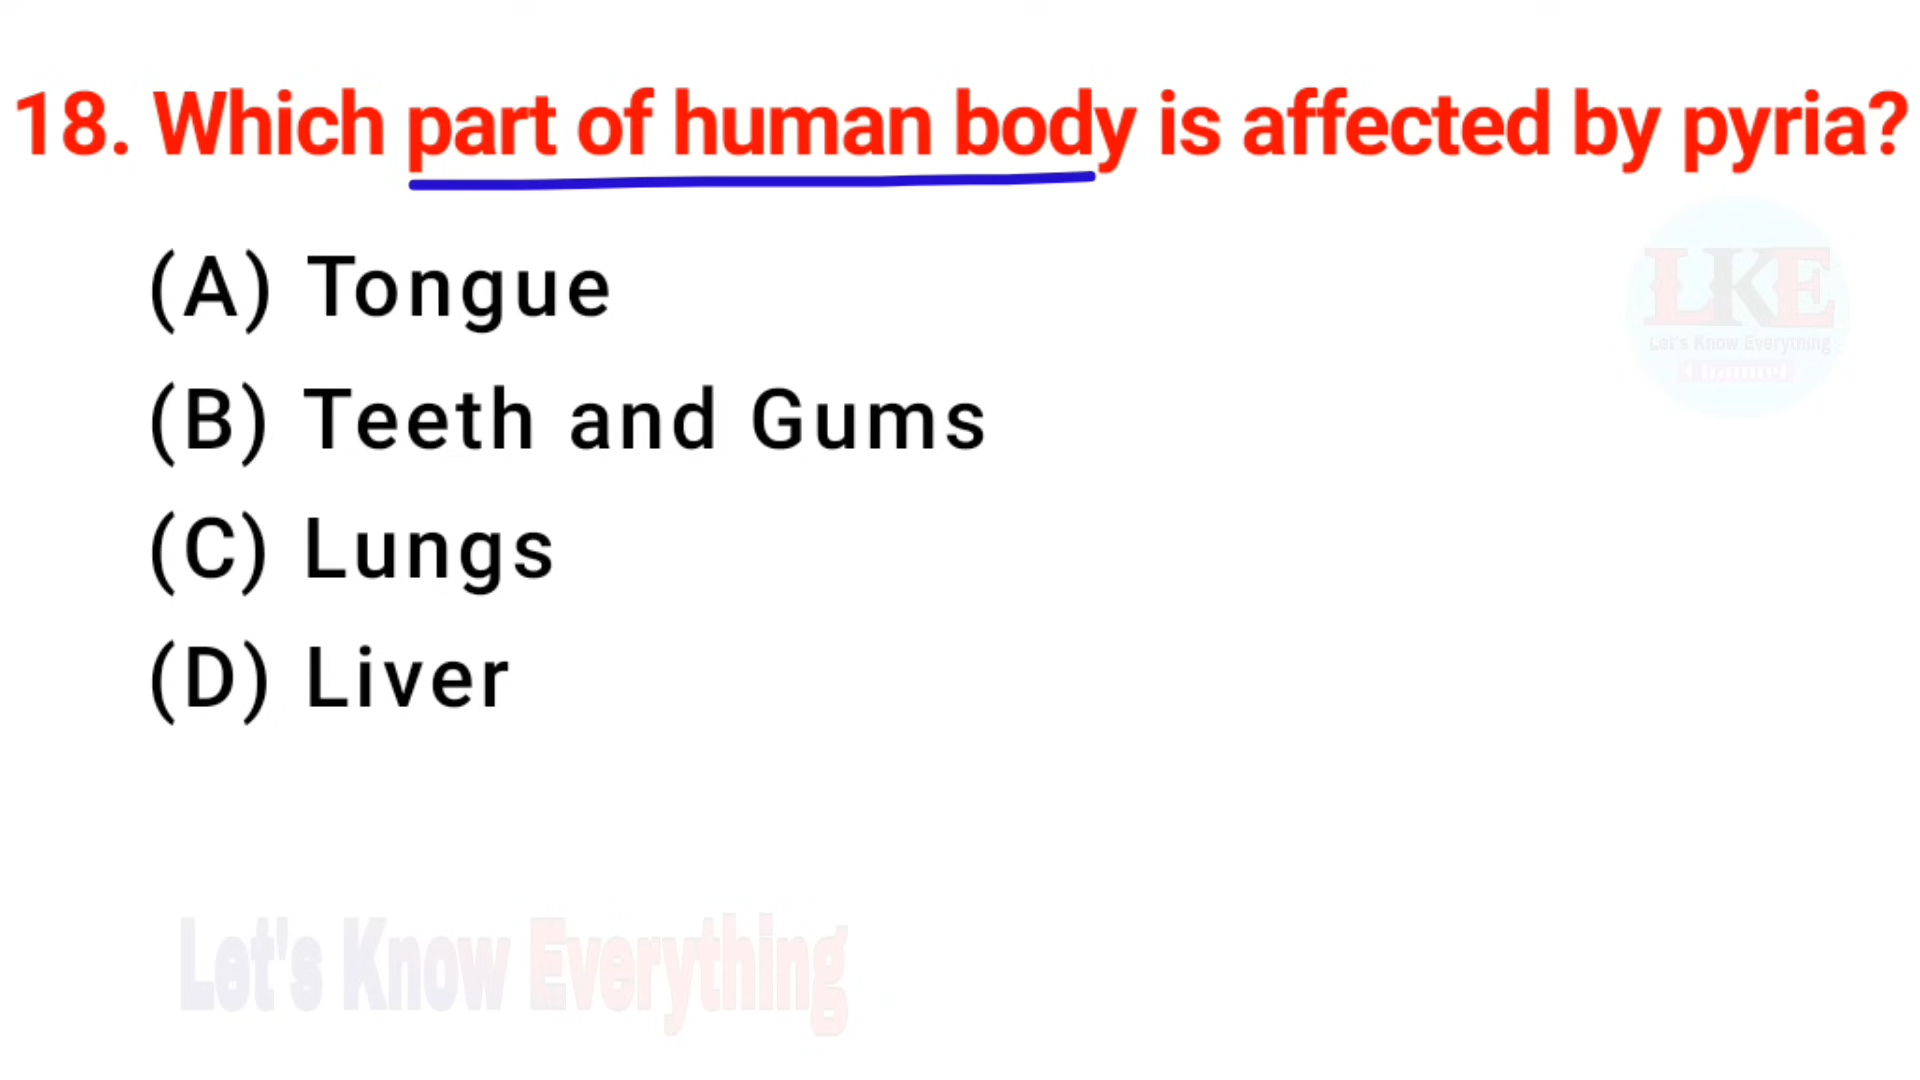 18. Which part of human body is affected by pyria?
(A) Tongue
LKE
Let's Know Everything
Channel
(B) Teeth and Gums
(C) Lungs
(D) Liver
Let's Know Everything